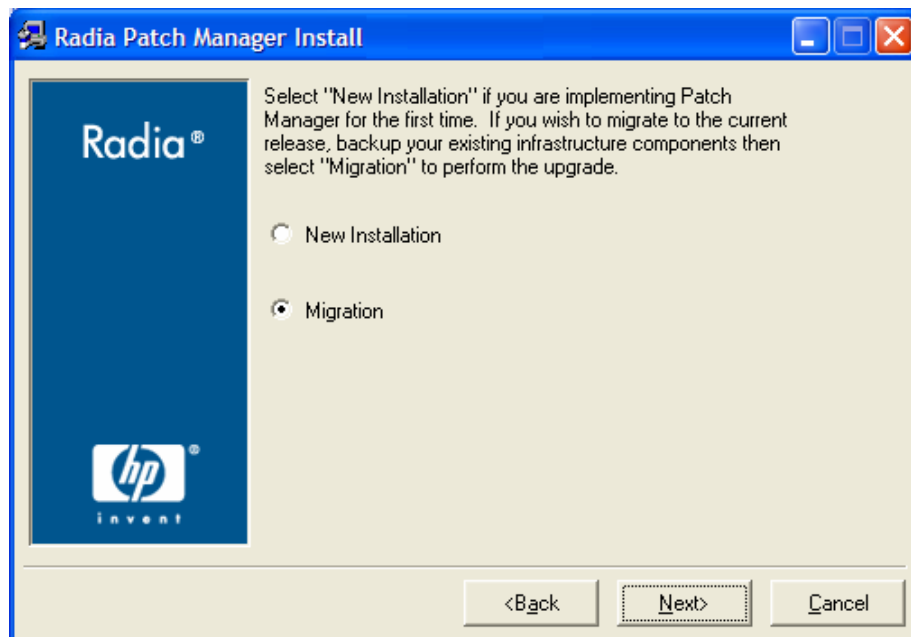 Radia Patch Manager Install
Radia®
Select "New Installation" if you are implementing Patch
Manager for the first time. If you wish to migrate to the current
release, backup your existing infrastructure components then
select "Migration" to perform the upgrade.
New Installation
Migration
hp®
invent
<Back
Next>
Cancel